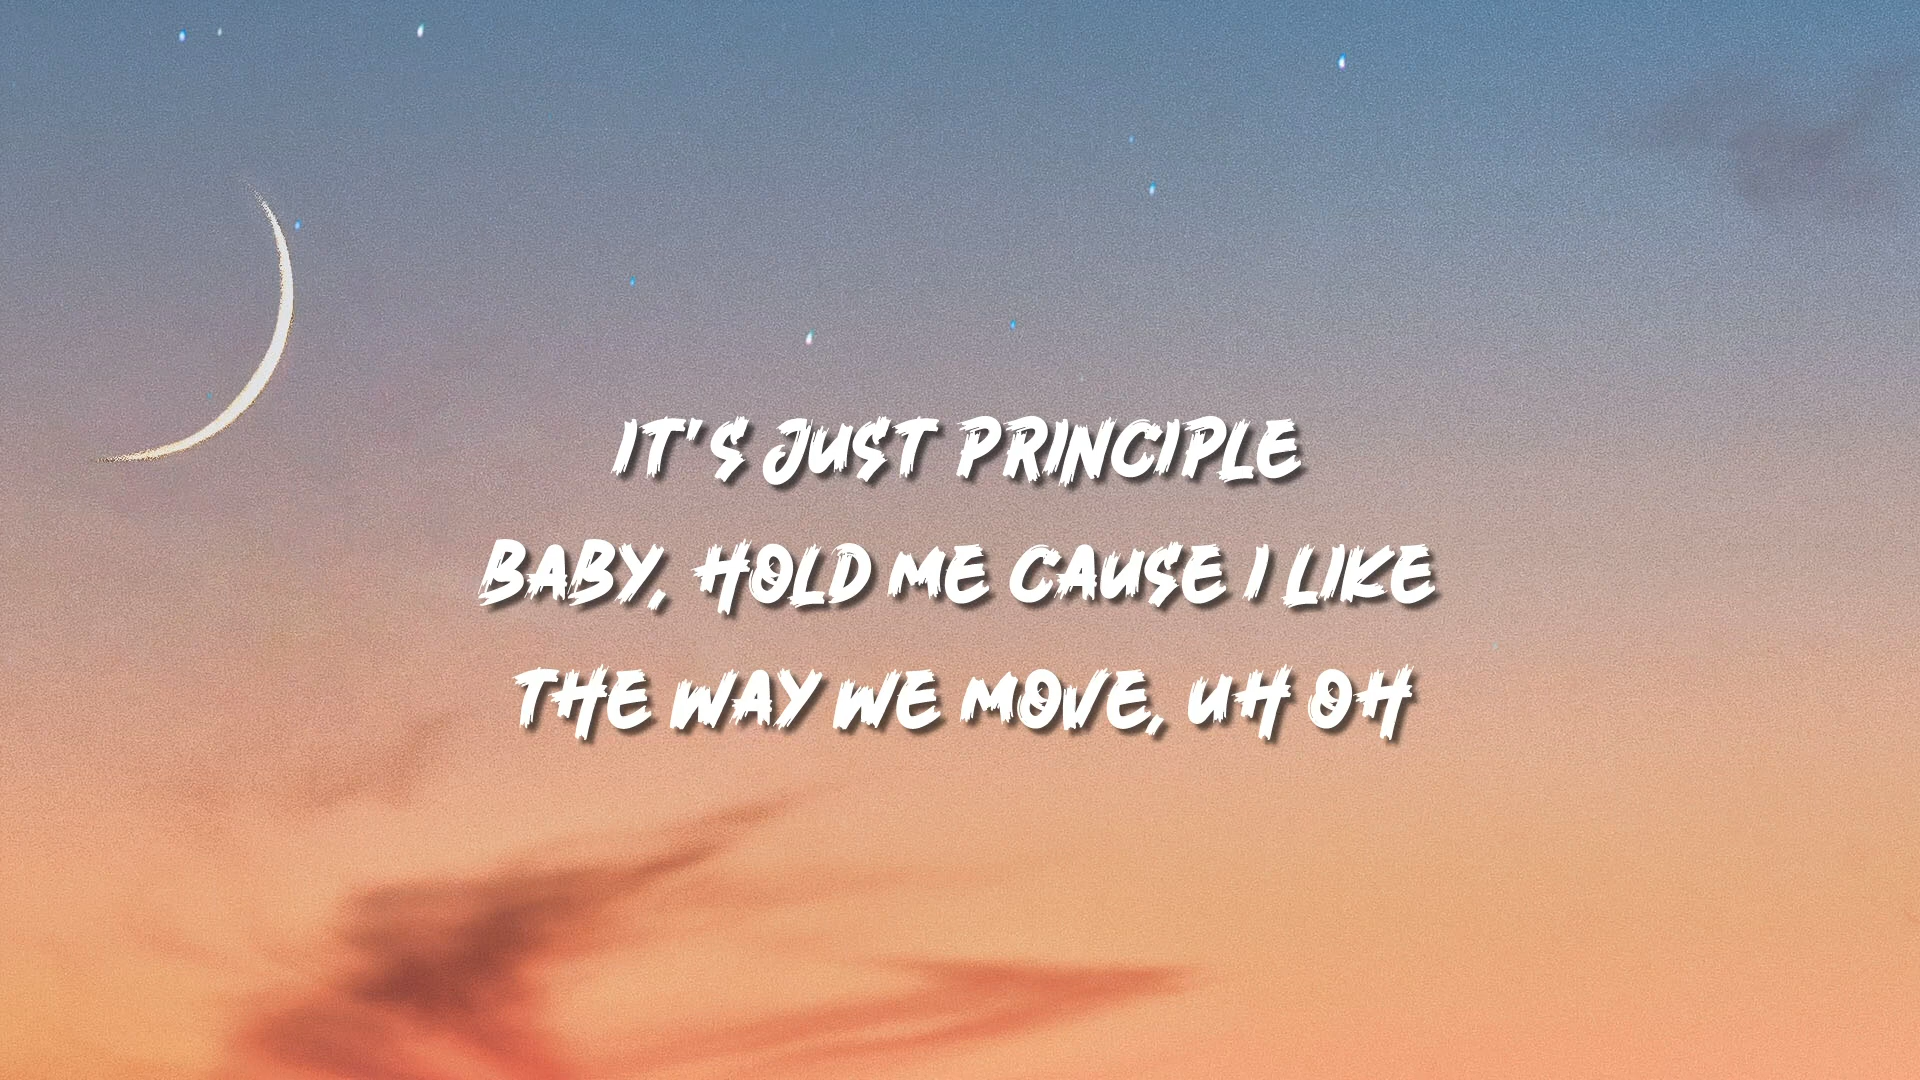 IT'S JUST PRINCIPLE
BABY, HOLD ME CAUSE I LIKE
THE WAY WE MOVE, UH OH